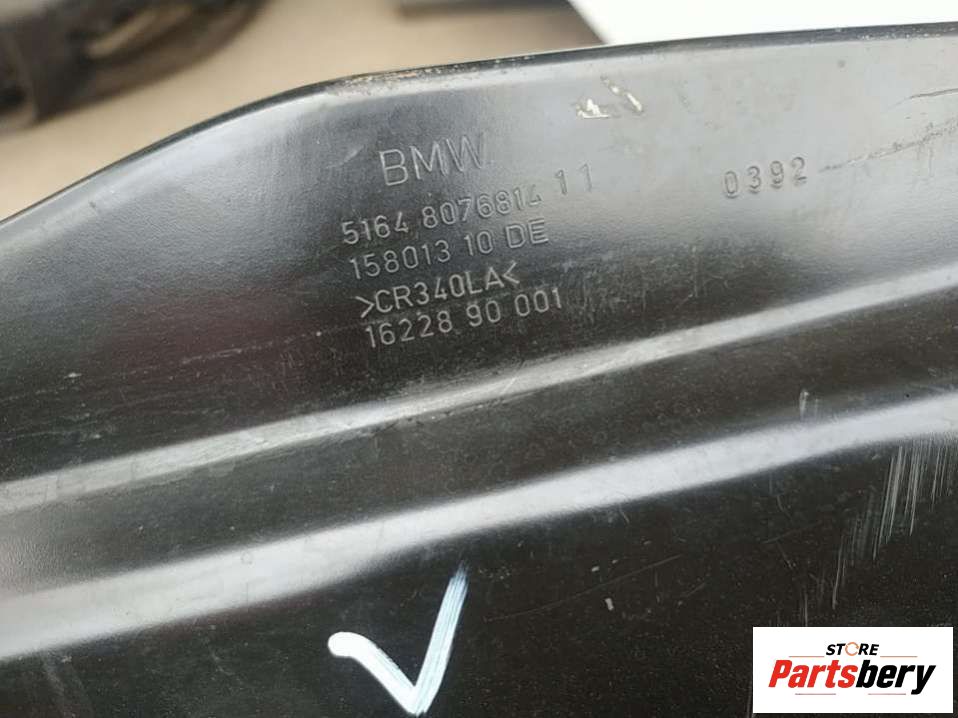 BMW
5164 8076814 11
0392
158013 10 DE
>CR340LA<
16228 90 001
STORE
Partsbery